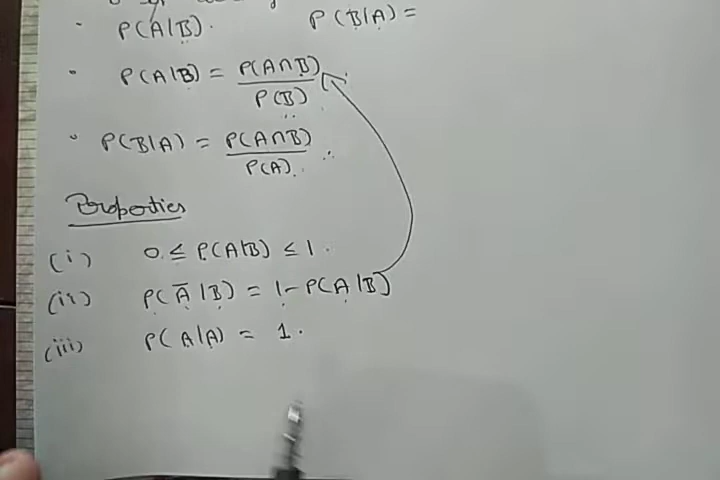 P(A|B). P(B|A) =
P(A|B) = P(A∩B) / P(B)
P(B|A) = P(A∩B) / P(A).
Properties
(i) 0 ≤ P(A|B) ≤ 1.
(ii) P(Ā|B) = 1 - P(A|B)
(iii) P(A|A) = 1.